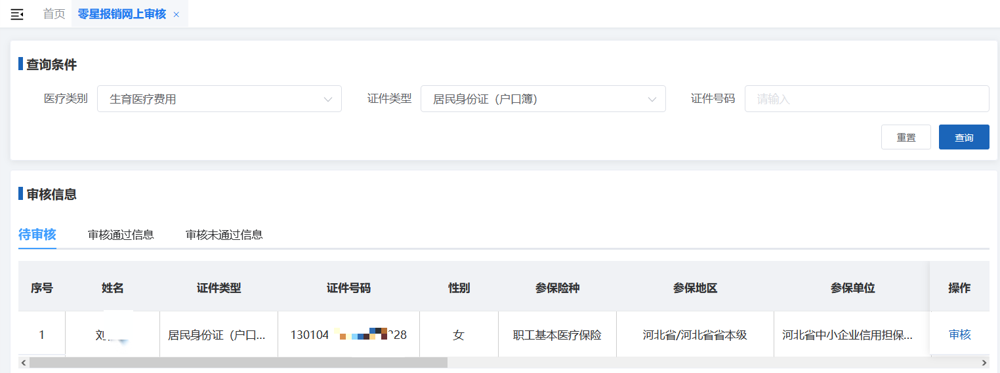 首页 零星报销网上审核 ×
查询条件
医疗类别 生育医疗费用 证件类型 居民身份证（户口簿） 证件号码 请输入
重置 查询
审核信息
待审核 审核通过信息 审核未通过信息
序号 姓名 证件类型 证件号码 性别 参保险种 参保地区 参保单位 操作
1 刘 居民身份证（户口... 130104 28 女 职工基本医疗保险 河北省/河北省省本级 河北省中小企业信用担保... 审核